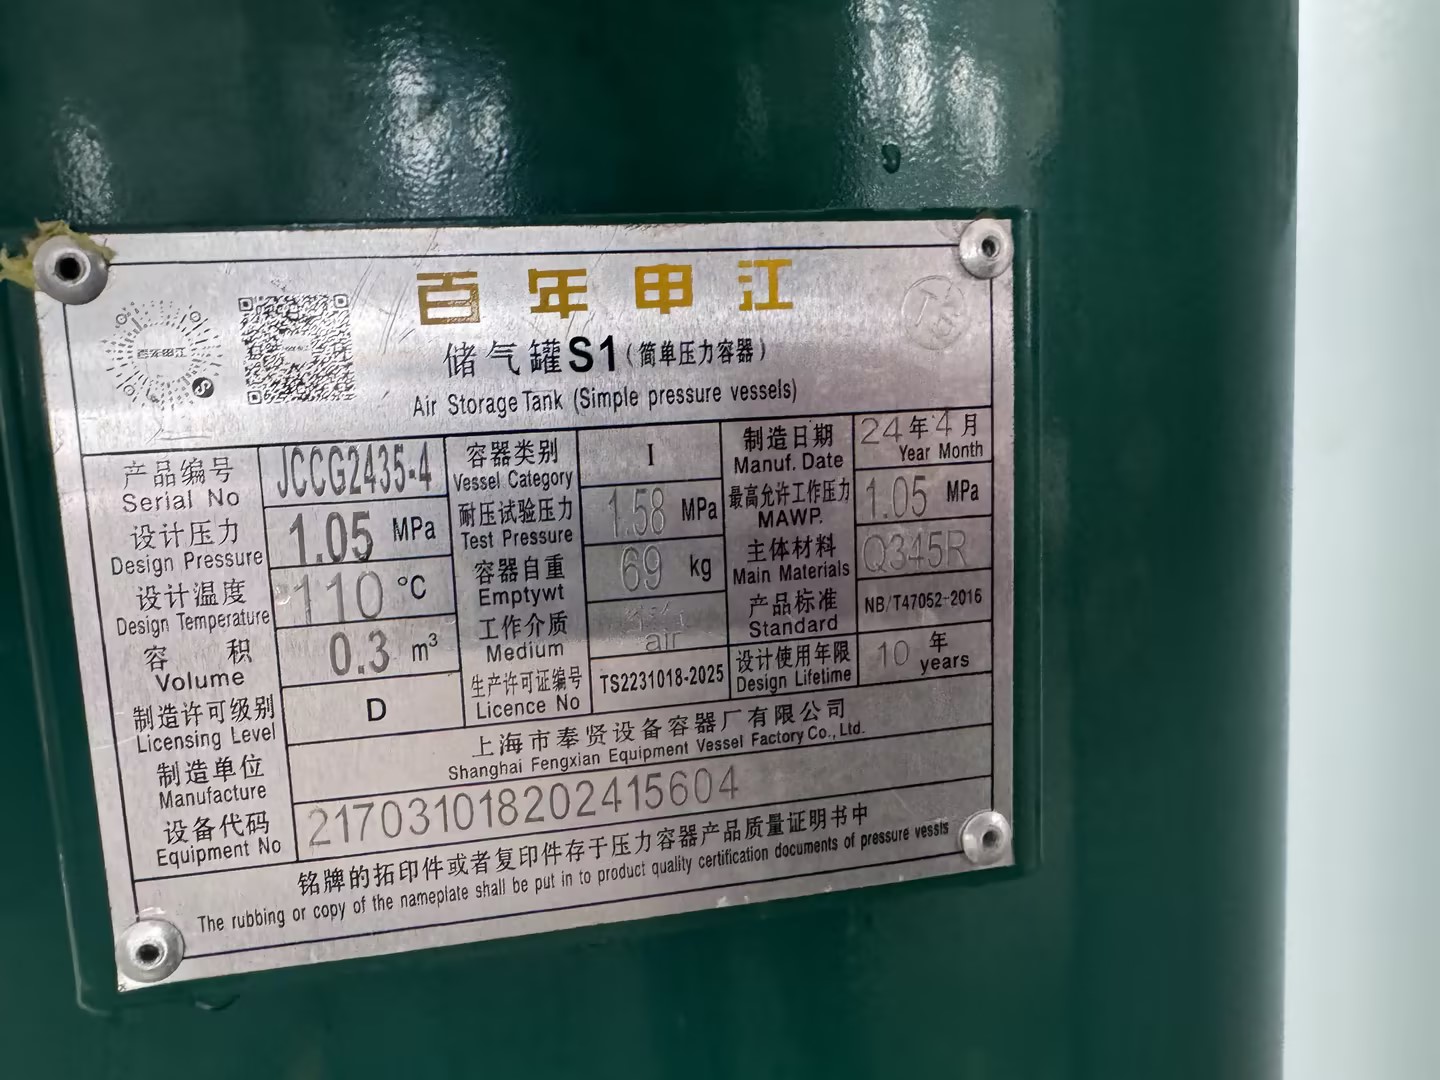 百年申江
百年申江
储气罐S1(简单压力容器)
Air Storage Tank (Simple pressure vessels)
产品编号 JCCG2435-4 容器类别 I 制造日期 24年4月
Serial No Vessel Category Manuf. Date Year Month
设计压力 1.05 MPa 耐压试验压力 1.58 MPa 最高允许工作压力 1.05 MPa
Design Pressure Test Pressure MAWP.
设计温度 110 °C 容器自重 69 kg 主体材料 Q345R
Design Temperature Emptywt Main Materials
容 积 0.3 m³ 工作介质 air 产品标准 NB/T47052-2016
Volume Medium Standard
制造许可级别 D 生产许可证编号 TS2231018-2025 设计使用年限 10 年
Licensing Level Licence No Design Lifetime years
制造单位 上海市奉贤设备容器厂有限公司
Manufacture Shanghai Fengxian Equipment Vessel Factory Co., Ltd.
设备代码 217031018202415604
Equipment No
铭牌的拓印件或者复印件存于压力容器产品质量证明书中
The rubbing or copy of the nameplate shall be put in to product quality certification documents of pressure vessls